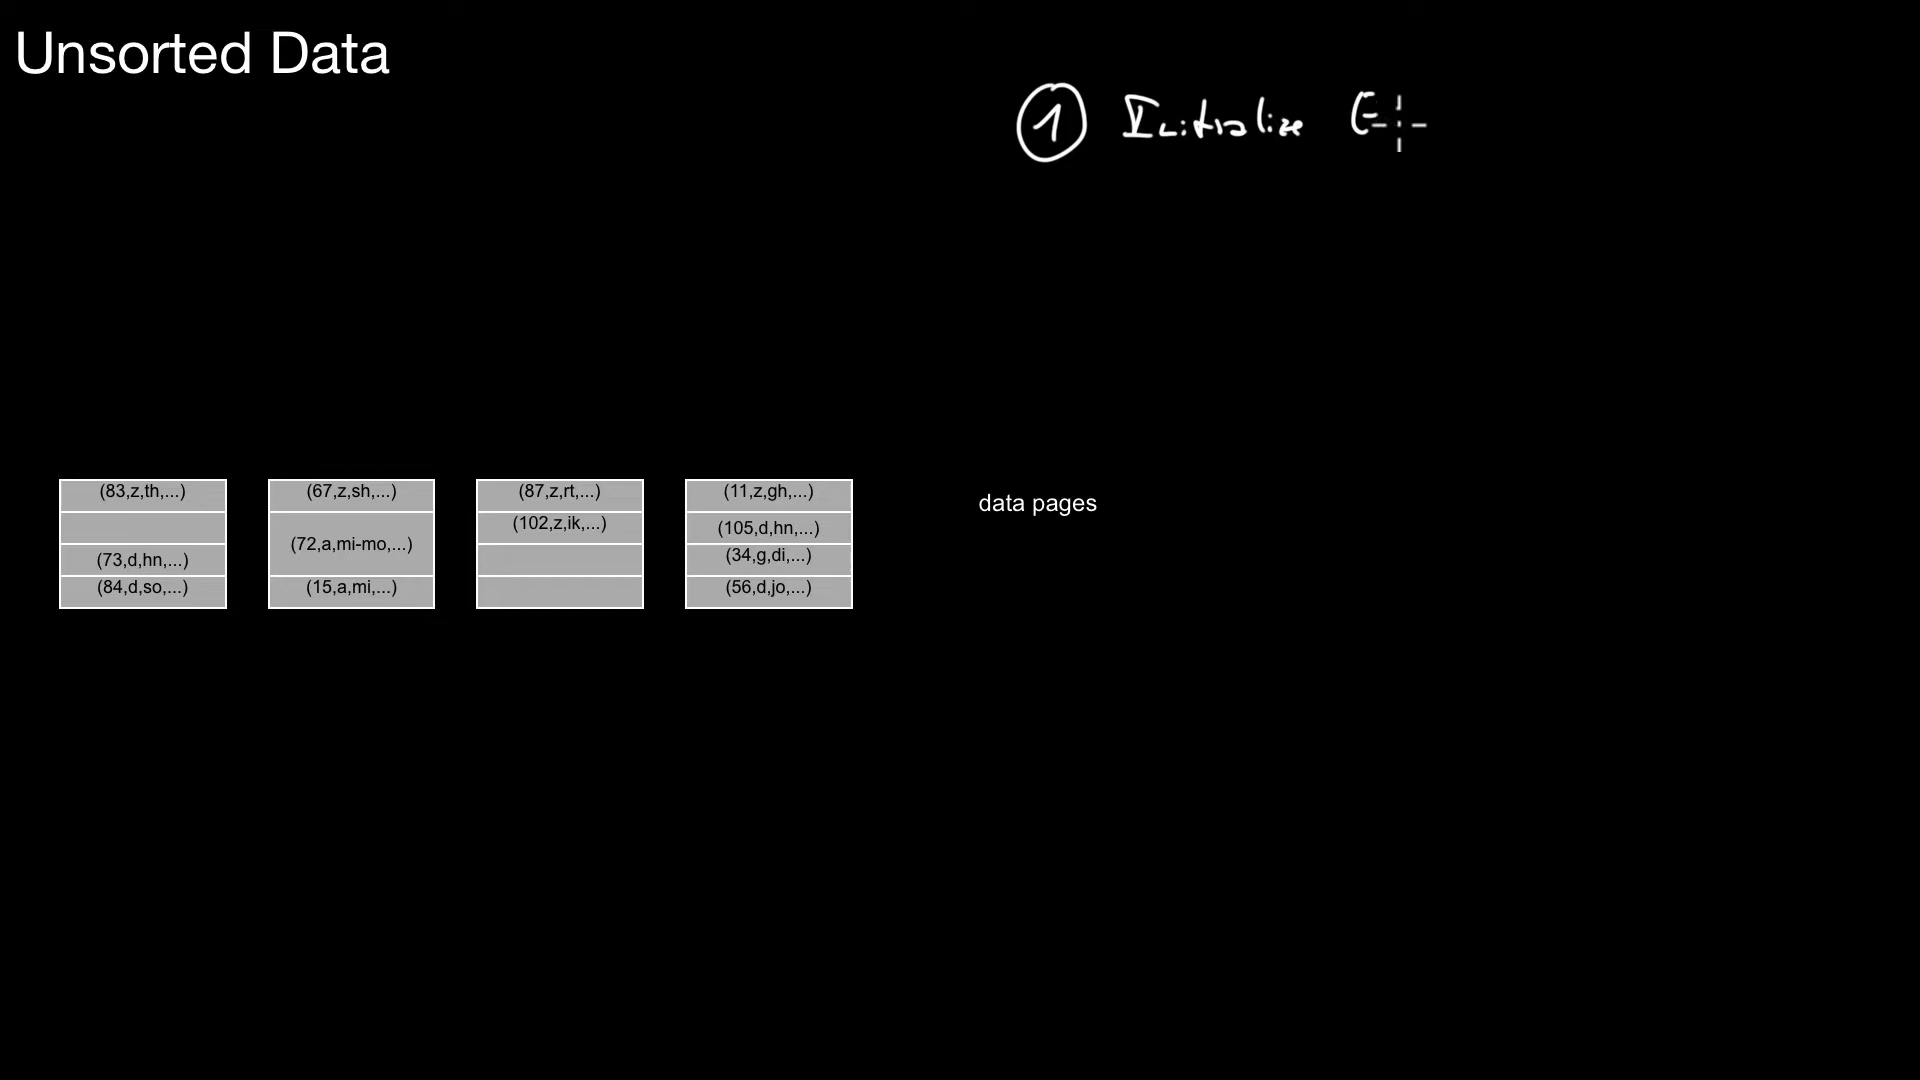 Unsorted Data
① Initialize
(83,z,th,...)
(73,d,hn,...)
(84,d,so,...)
(67,z,sh,...)
(72,a,mi-mo,...)
(15,a,mi,...)
(87,z,rt,...)
(102,z,ik,...)
(11,z,gh,...)
(105,d,hn,...)
(34,g,di,...)
(56,d,jo,...)
data pages